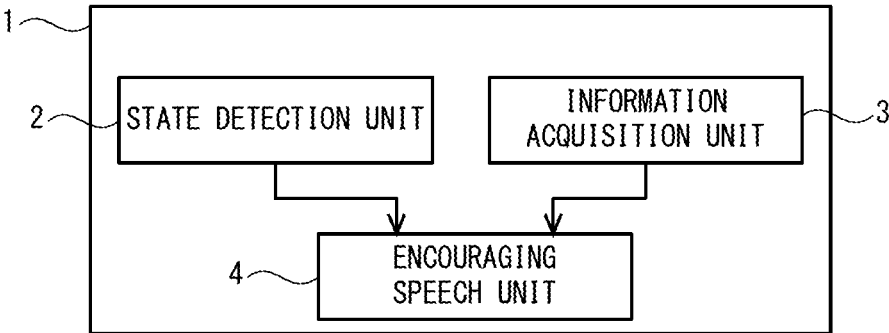 1
2
STATE DETECTION UNIT
INFORMATION
ACQUISITION UNIT
3
4
ENCOURAGING
SPEECH UNIT